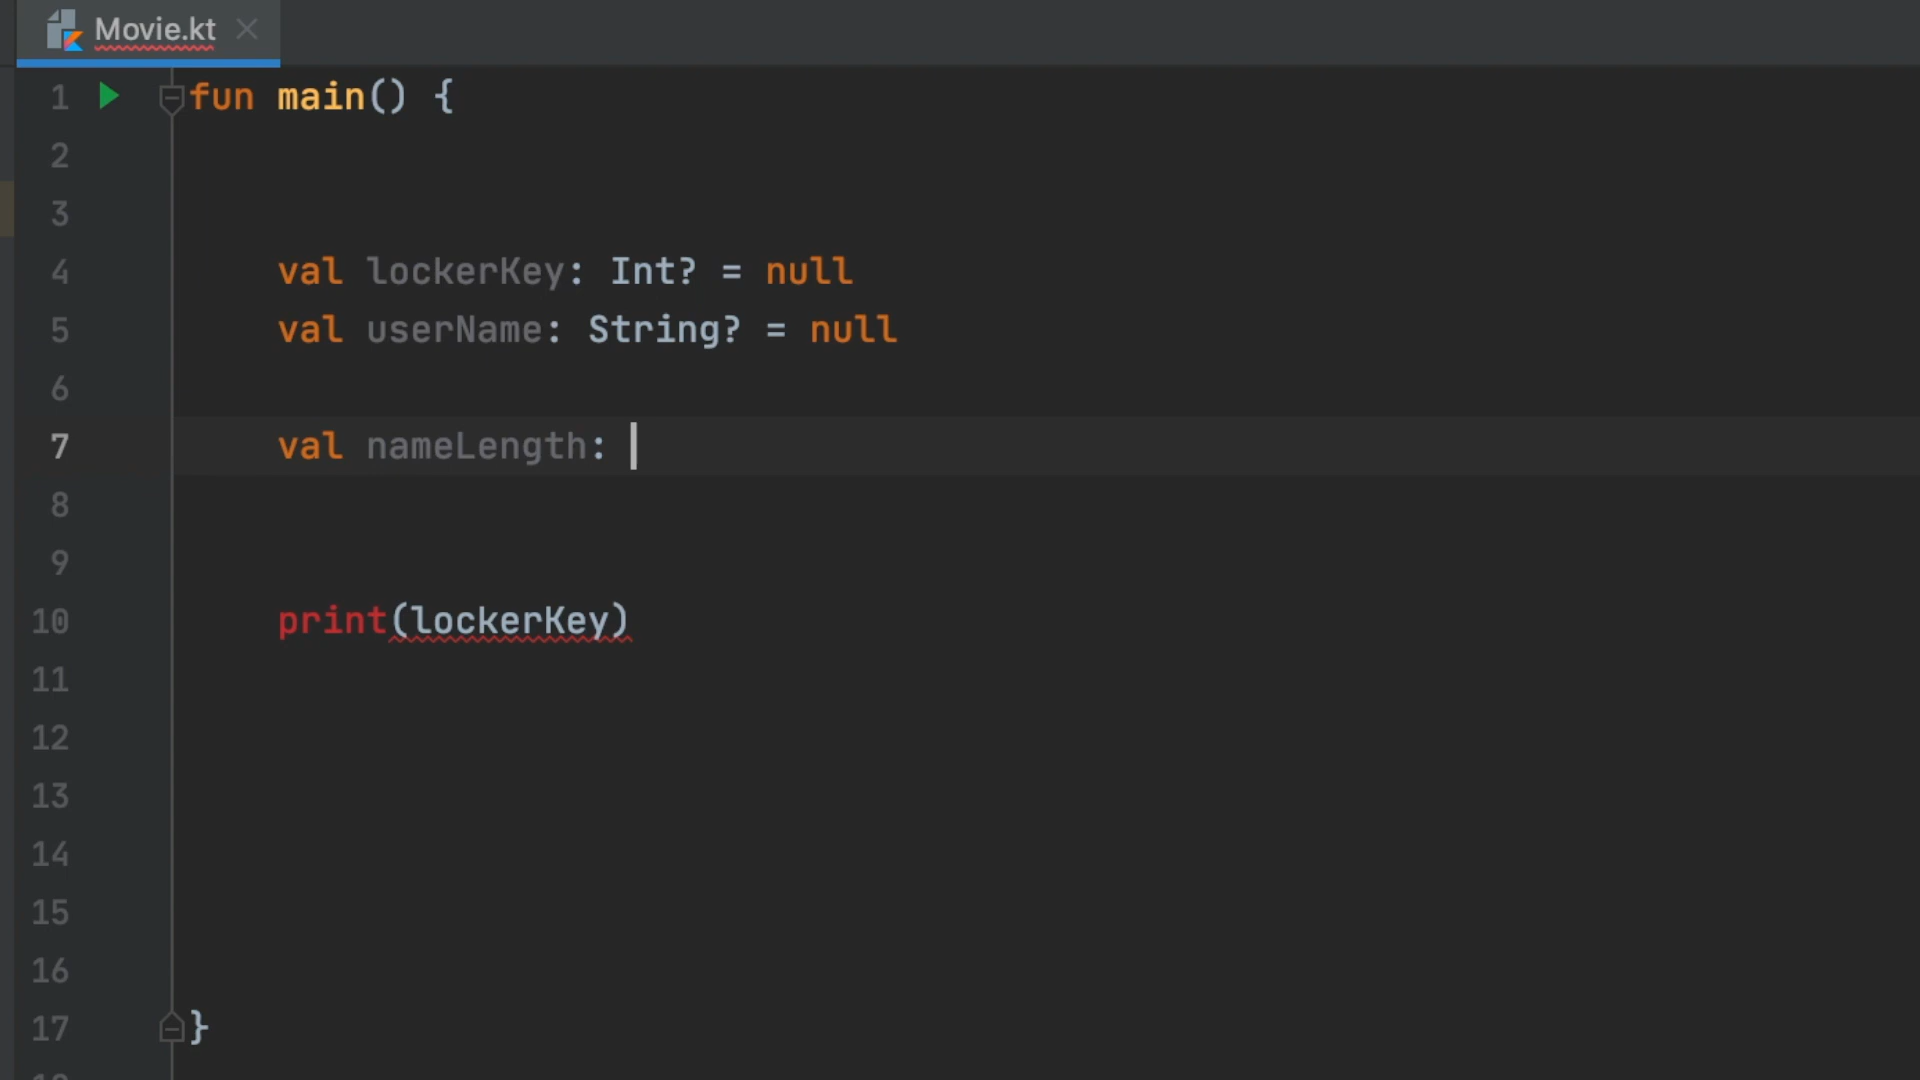 Movie.kt
1 fun main() {
2
3
4 val lockerKey: Int? = null
5 val userName: String? = null
6
7 val nameLength:
8
9
10 print(lockerKey)
11
12
13
14
15
16
17 }